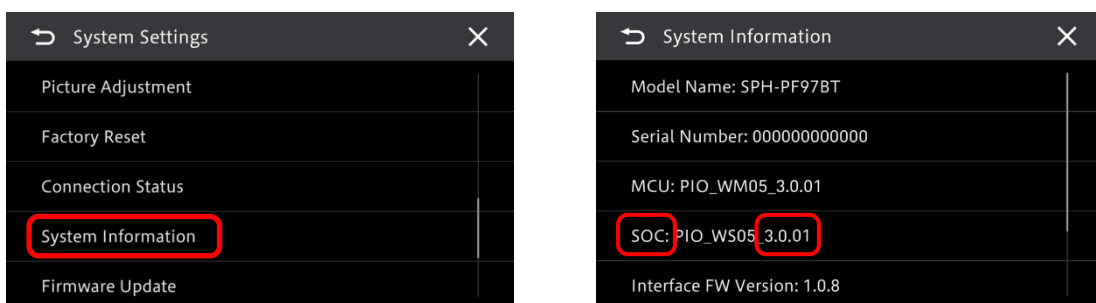 System Settings
Picture Adjustment
Factory Reset
Connection Status
System Information
Firmware Update
System Information
Model Name: SPH-PF97BT
Serial Number: 000000000000
MCU: PIO_WM05_3.0.01
SOC: PIO_WS05_3.0.01
Interface FW Version: 1.0.8